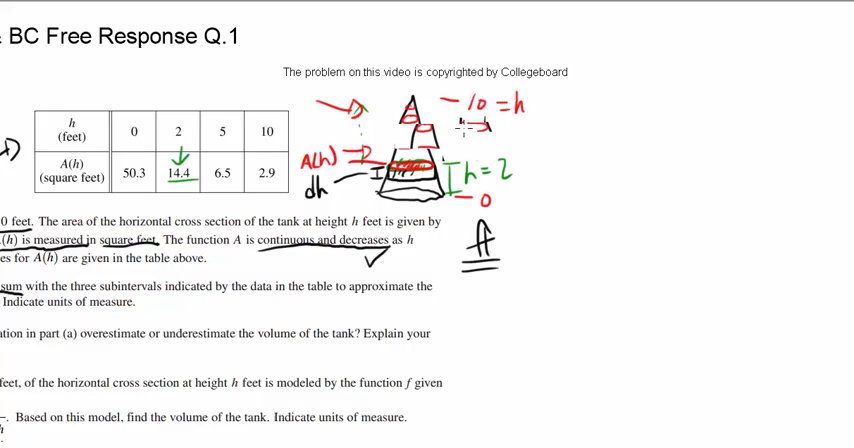 BC Free Response Q.1
The problem on this video is copyrighted by Collegeboard
h
(feet) 0 2 5 10
A(h)
(square feet) 50.3 14.4 6.5 2.9
10 = h
A(h)
dh
h = 2
0
ft
0 feet. The area of the horizontal cross section of the tank at height h feet is given by
(h) is measured in square feet. The function A is continuous and decreases as h
es for A(h) are given in the table above.
sum with the three subintervals indicated by the data in the table to approximate the
Indicate units of measure.
ation in part (a) overestimate or underestimate the volume of the tank? Explain your
feet, of the horizontal cross section at height h feet is modeled by the function f given
. Based on this model, find the volume of the tank. Indicate units of measure.
h